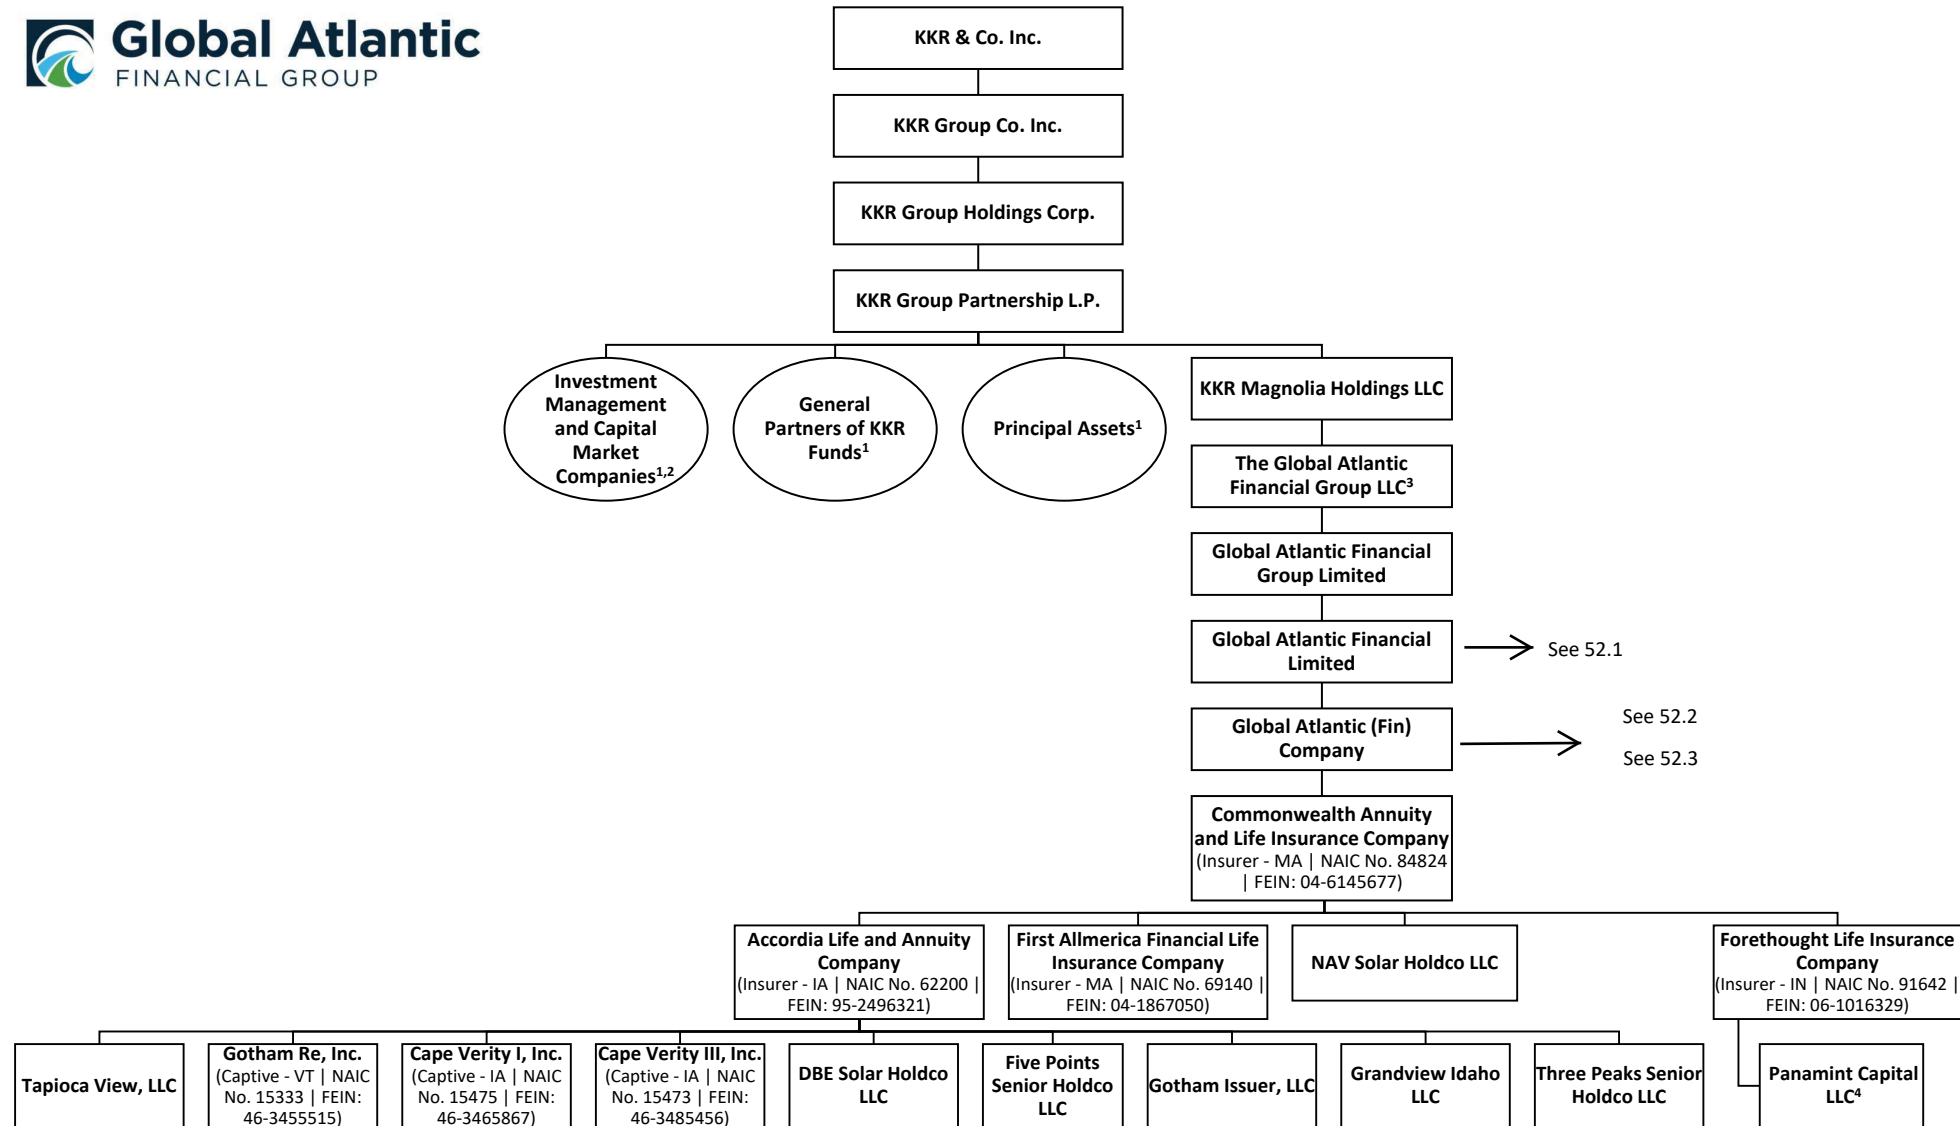 Global Atlantic
FINANCIAL GROUP
KKR & Co. Inc.
KKR Group Co. Inc.
KKR Group Holdings Corp.
KKR Group Partnership L.P.
Investment
Management
and Capital
Market
Companies1,2
General
Partners of KKR
Funds1
Principal Assets1
KKR Magnolia Holdings LLC
The Global Atlantic
Financial Group LLC3
Global Atlantic Financial
Group Limited
Global Atlantic Financial
Limited
See 52.1
Global Atlantic (Fin)
Company
See 52.2
See 52.3
Commonwealth Annuity
and Life Insurance Company
(Insurer - MA | NAIC No. 84824
| FEIN: 04-6145677)
Accordia Life and Annuity
Company
(Insurer - IA | NAIC No. 62200 |
FEIN: 95-2496321)
First Allmerica Financial Life
Insurance Company
(Insurer - MA | NAIC No. 69140 |
FEIN: 04-1867050)
NAV Solar Holdco LLC
Forethought Life Insurance
Company
(Insurer - IN | NAIC No. 91642 |
FEIN: 06-1016329)
Tapioca View, LLC
Gotham Re, Inc.
(Captive - VT | NAIC
No. 15333 | FEIN:
46-3455515)
Cape Verity I, Inc.
(Captive - IA | NAIC
No. 15475 | FEIN:
46-3465867)
Cape Verity III, Inc.
(Captive - IA | NAIC
No. 15473 | FEIN:
46-3485456)
DBE Solar Holdco
LLC
Five Points
Senior Holdco
LLC
Gotham Issuer, LLC
Grandview Idaho
LLC
Three Peaks Senior
Holdco LLC
Panamint Capital
LLC4